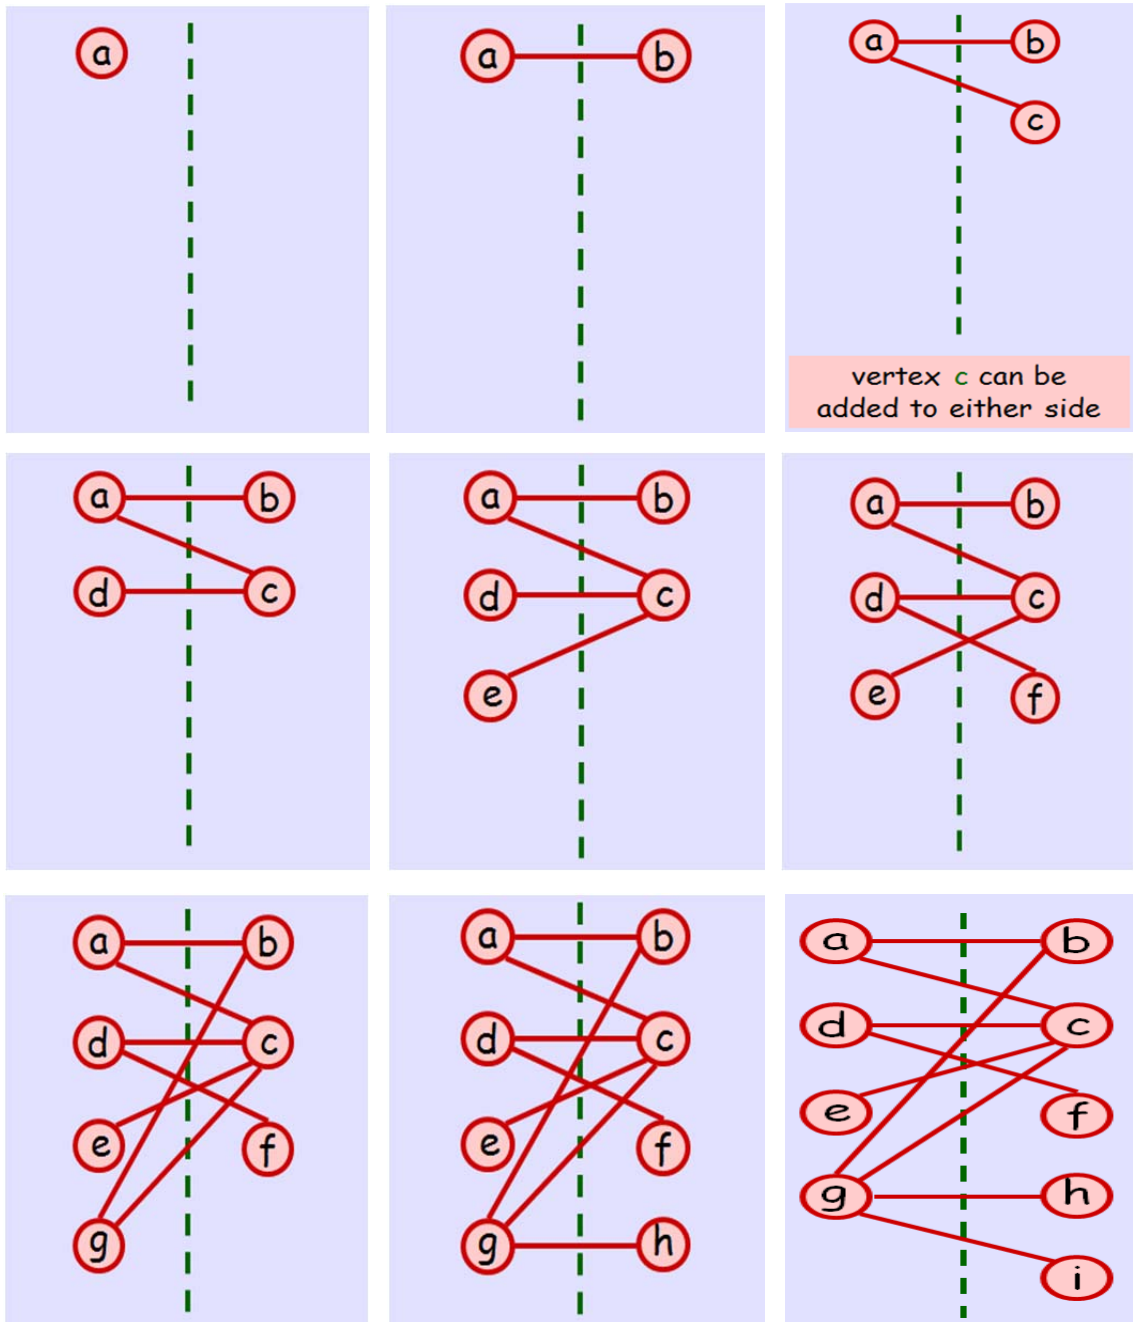 a
a b
a b
c
vertex c can be
added to either side
a b
d c
a b
d c
e
a b
d c
e f
a b
d c
e f
g
a b
d c
e f
g h
a b
d c
e f
g h
i